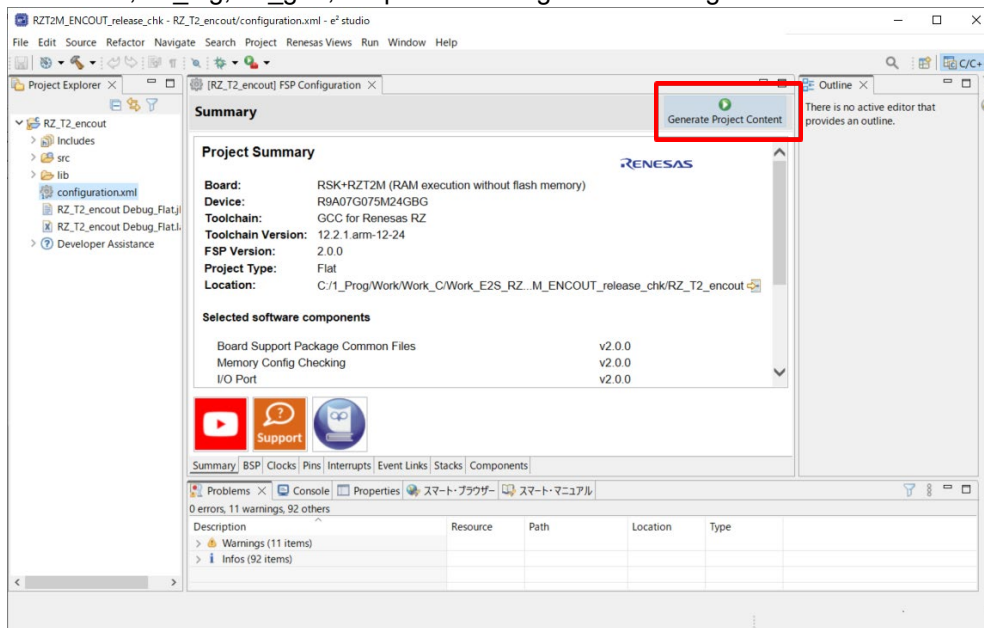 RZT2M_ENCOUT_release_chk - RZ_T2_encout/configuration.xml - e² studio
File Edit Source Refactor Navigate Search Project Renesas Views Run Window Help
C/C+
Project Explorer
[RZ_T2_encout] FSP Configuration
Outline
RZ_T2_encout
Includes
src
lib
configuration.xml
RZ_T2_encout Debug_Flat.jl
RZ_T2_encout Debug_Flat.l
Developer Assistance
Summary
Generate Project Content
There is no active editor that
provides an outline.
Project Summary
RENESAS
Board: RSK+RZT2M (RAM execution without flash memory)
Device: R9A07G075M24GBG
Toolchain: GCC for Renesas RZ
Toolchain Version: 12.2.1.arm-12-24
FSP Version: 2.0.0
Project Type: Flat
Location: C:/1_Prog/Work/Work_C/Work_E2S_RZ...M_ENCOUT_release_chk/RZ_T2_encout
Selected software components
Board Support Package Common Files v2.0.0
Memory Config Checking v2.0.0
I/O Port v2.0.0
Support
Summary BSP Clocks Pins Interrupts Event Links Stacks Components
Problems Console Properties スマート・ブラウザー スマート・マニュアル
0 errors, 11 warnings, 92 others
Description Resource Path Location Type
Warnings (11 items)
Infos (92 items)